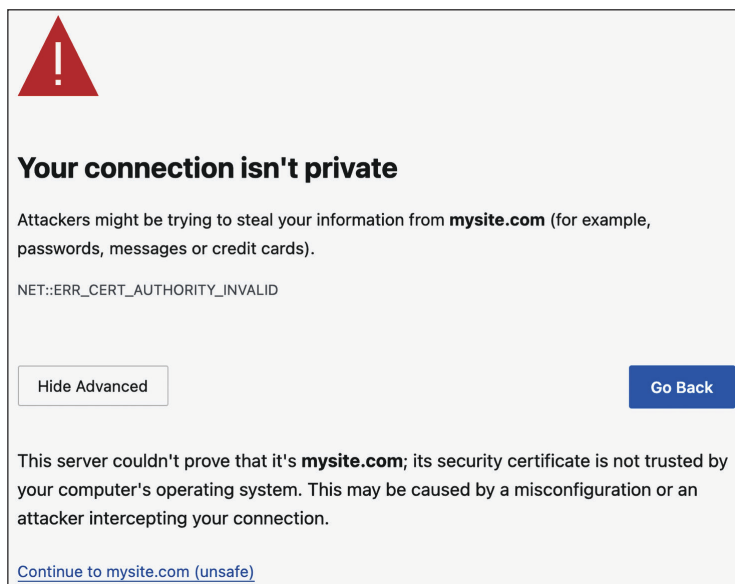 !
Your connection isn't private
Attackers might be trying to steal your information from mysite.com (for example,
passwords, messages or credit cards).
NET::ERR_CERT_AUTHORITY_INVALID
Hide Advanced
Go Back
This server couldn't prove that it's mysite.com; its security certificate is not trusted by
your computer's operating system. This may be caused by a misconfiguration or an
attacker intercepting your connection.
Continue to mysite.com (unsafe)